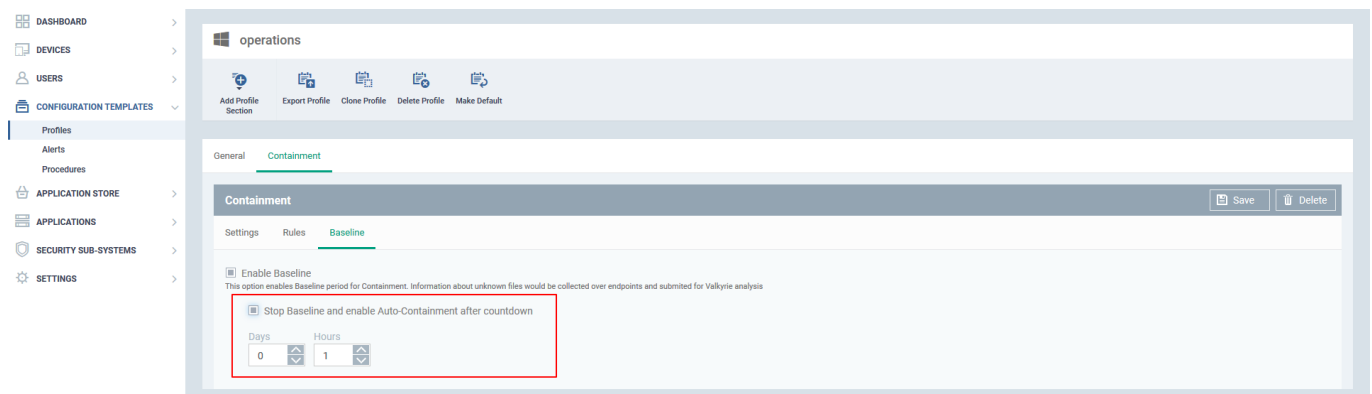 DASHBOARD
DEVICES
USERS
CONFIGURATION TEMPLATES
Profiles
Alerts
Procedures
APPLICATION STORE
APPLICATIONS
SECURITY SUB-SYSTEMS
SETTINGS
operations
Add Profile Section
Export Profile
Clone Profile
Delete Profile
Make Default
General Containment
Containment
Save
Delete
Settings Rules Baseline
Enable Baseline
This option enables Baseline period for Containment. Information about unknown files would be collected over endpoints and submited for Valkyrie analysis
Stop Baseline and enable Auto-Containment after countdown
Days Hours
0 1